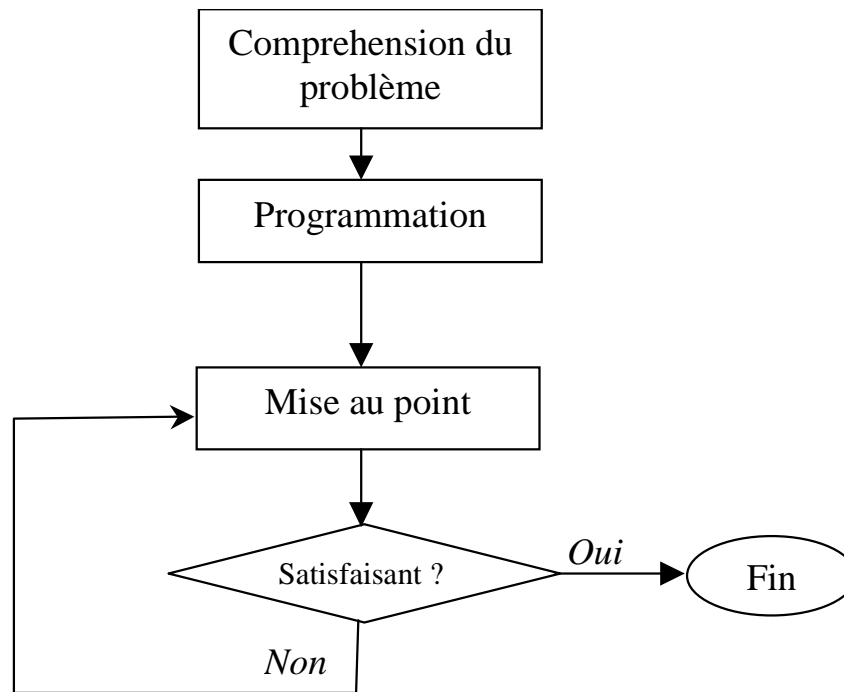 Comprehension du
problème
Programmation
Mise au point
Satisfaisant ?
Oui
Fin
Non